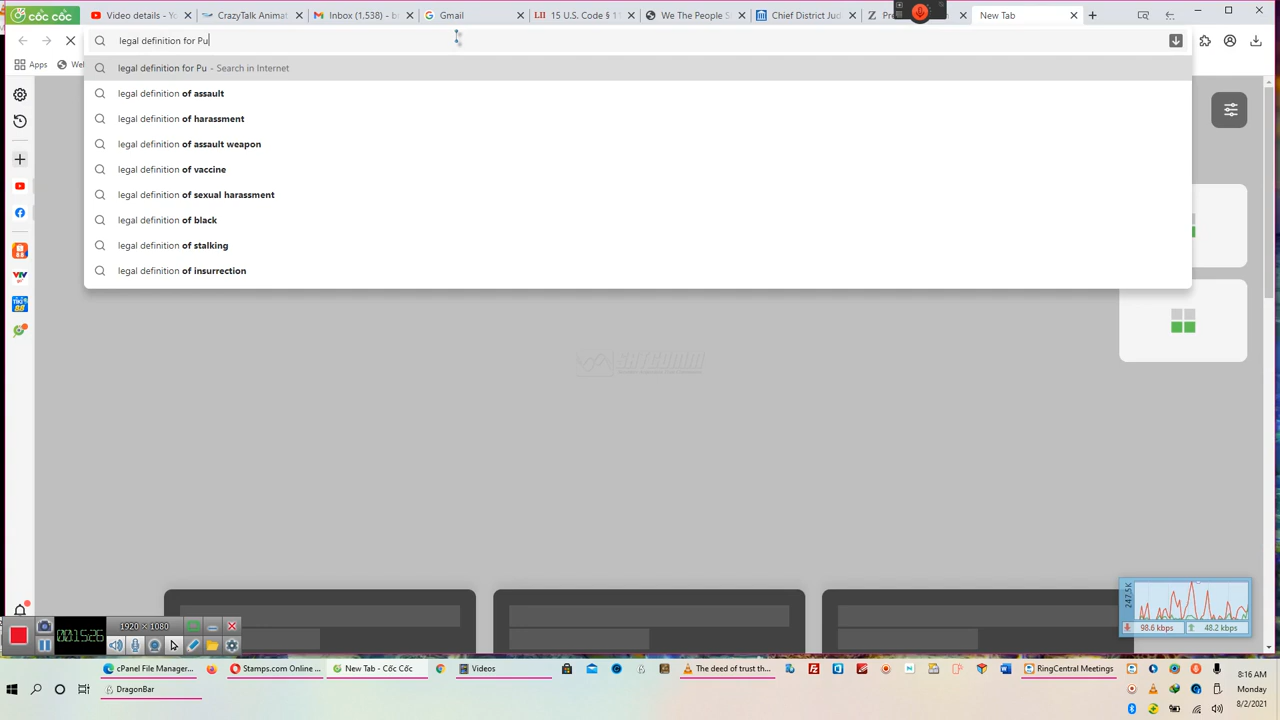 cốc cốc
Video details - Yo
CrazyTalk Animat
Inbox (1,538) - b
Gmail
15 U.S. Code § 1
We The People
Chief District Jud
New Tab
legal definition for Pu
Apps
legal definition for Pu - Search in Internet
legal definition of assault
legal definition of harassment
legal definition of assault weapon
legal definition of vaccine
legal definition of sexual harassment
legal definition of black
legal definition of stalking
legal definition of insurrection
247.5K
98.6 kbps
48.2 kbps
1920 × 1080
00:15:26
cPanel File Manager...
Stamps.com Online ...
New Tab - Cốc Cốc
Videos
The deed of trust th...
RingCentral Meetings
DragonBar
8:16 AM
Monday
8/2/2021